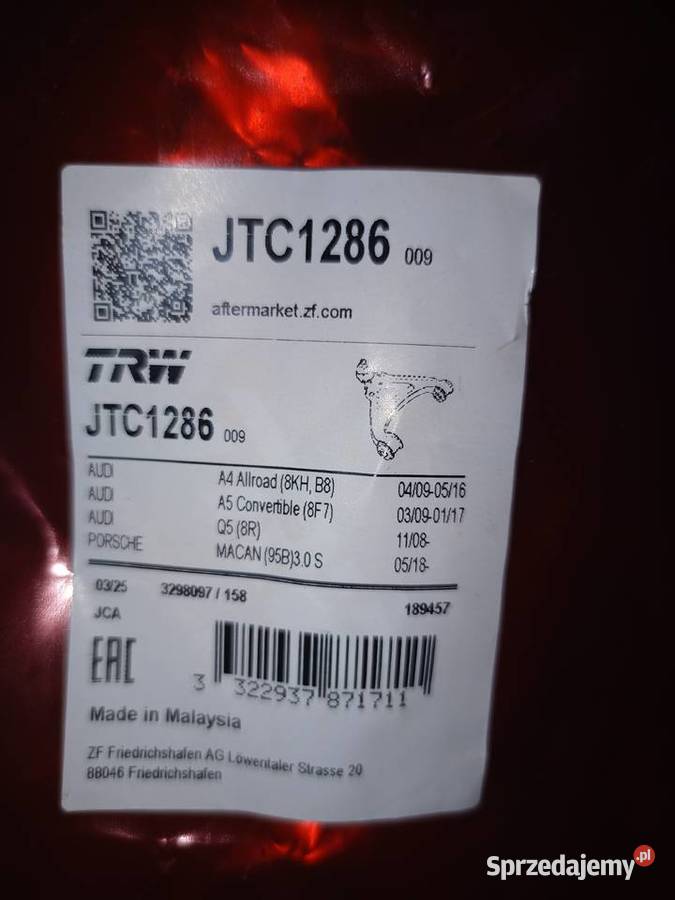 JTC1286 009
aftermarket.zf.com
TRW
JTC1286 009
AUDI A4 Allroad (8KH, B8) 04/09-05/16
AUDI A5 Convertible (8F7) 03/09-01/17
AUDI Q5 (8R) 11/08-
PORSCHE MACAN (95B)3.0 S 05/18-
03/25 3298097 / 158 189457
JCA
EAC
3 322937 871711
Made in Malaysia
ZF Friedrichshafen AG Löwentaler Strasse 20
88046 Friedrichshafen
Sprzedajemy.pl